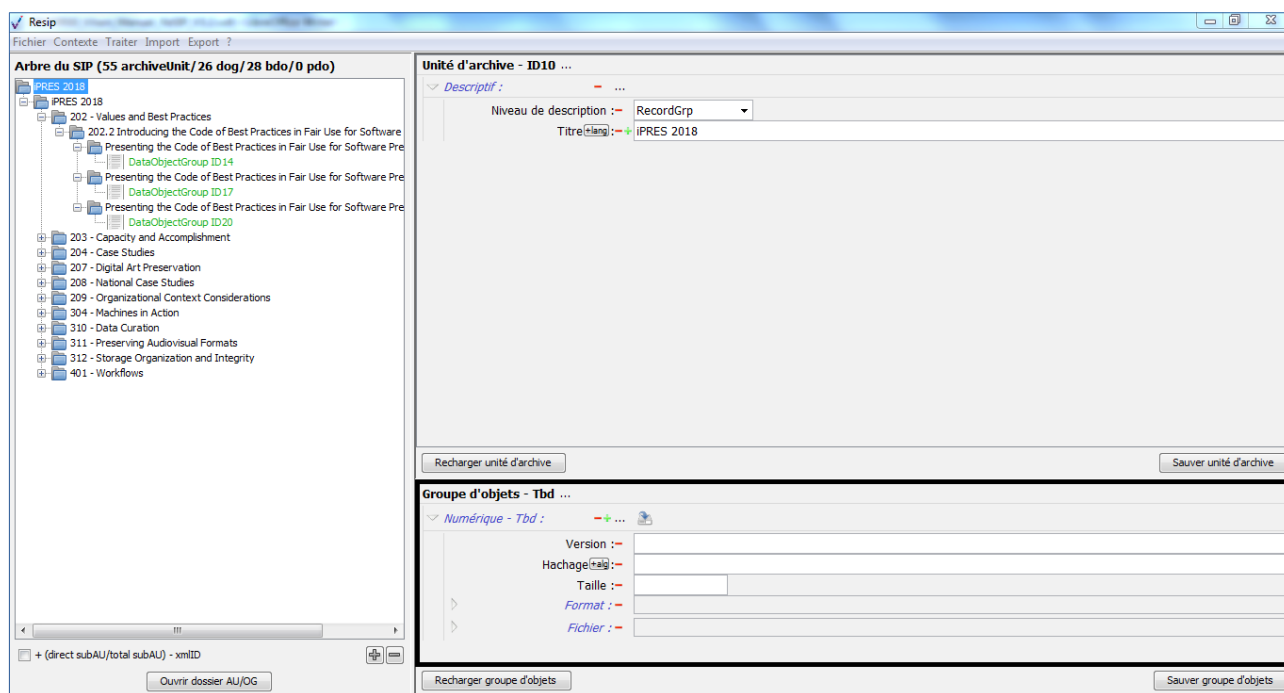 Resip
Fichier Contexte Traiter Import Export ?
Arbre du SIP (55 archiveUnit/26 dog/28 bdo/0 pdo)
iPRES 2018
iPRES 2018
202 - Values and Best Practices
202.2 Introducing the Code of Best Practices in Fair Use for Software
Presenting the Code of Best Practices in Fair Use for Software Pre
DataObjectGroup ID14
Presenting the Code of Best Practices in Fair Use for Software Pre
DataObjectGroup ID17
Presenting the Code of Best Practices in Fair Use for Software Pre
DataObjectGroup ID20
203 - Capacity and Accomplishment
204 - Case Studies
207 - Digital Art Preservation
208 - National Case Studies
209 - Organizational Context Considerations
304 - Machines in Action
310 - Data Curation
311 - Preserving Audiovisual Formats
312 - Storage Organization and Integrity
401 - Workflows
+ (direct subAU/total subAU) - xmlID
Ouvrir dossier AU/OG
Unité d'archive - ID10 ...
Descriptif : - ...
Niveau de description :- RecordGrp
Titre +lang :-+ iPRES 2018
Recharger unité d'archive
Sauver unité d'archive
Groupe d'objets - Tbd ...
Numérique - Tbd : -+ ...
Version :-
Hachage +alg :-
Taille :-
Format : -
Fichier : -
Recharger groupe d'objets
Sauver groupe d'objets